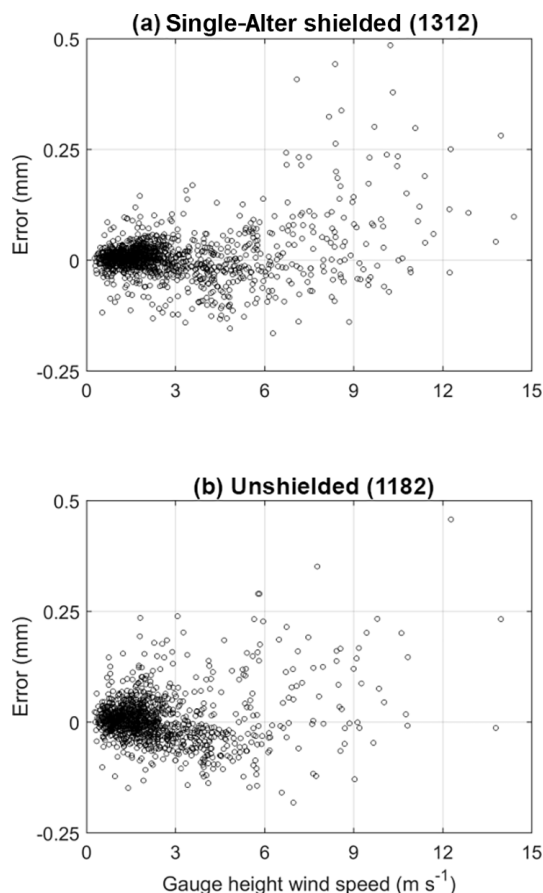 (a) Single-Alter shielded (1312)
0.5
0.25
0
-0.25
Error (mm)
0 3 6 9 12 15
(b) Unshielded (1182)
0.5
0.25
0
-0.25
Error (mm)
0 3 6 9 12 15
Gauge height wind speed (m s⁻¹)